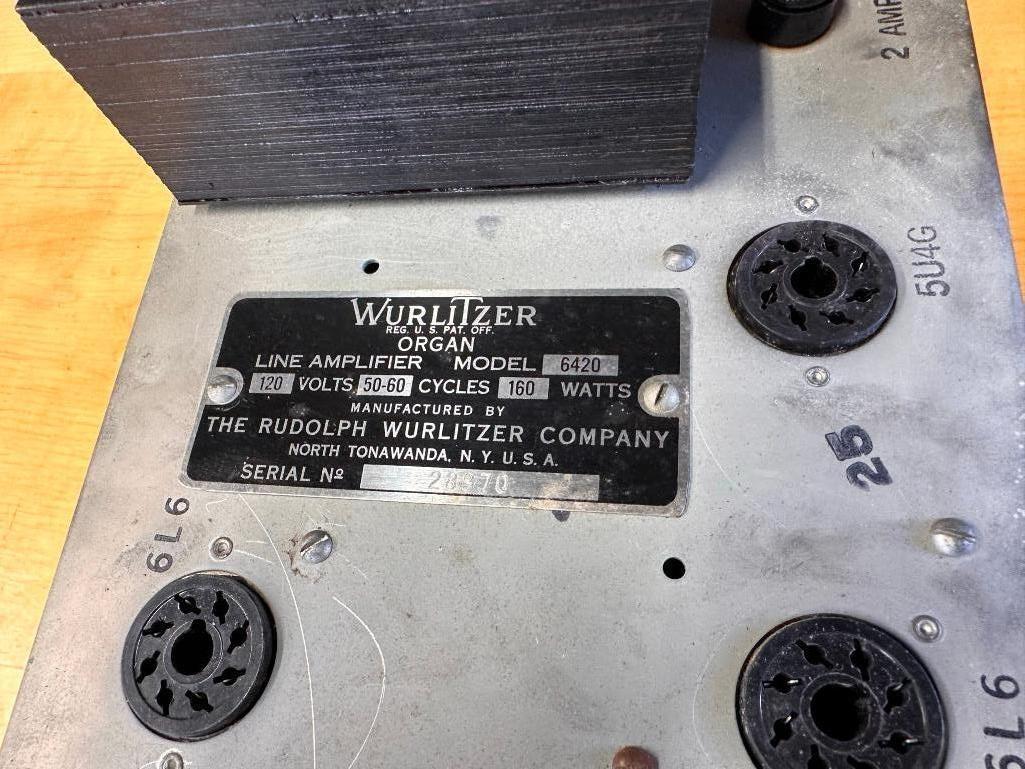 2 AMP
5U4G
WURLITZER
REG. U. S. PAT. OFF.
ORGAN
LINE AMPLIFIER MODEL 6420
120 VOLTS 50-60 CYCLES 160 WATTS
MANUFACTURED BY
THE RUDOLPH WURLITZER COMPANY
NORTH TONAWANDA, N. Y. U. S. A.
SERIAL Nº
25
6L6
6L6